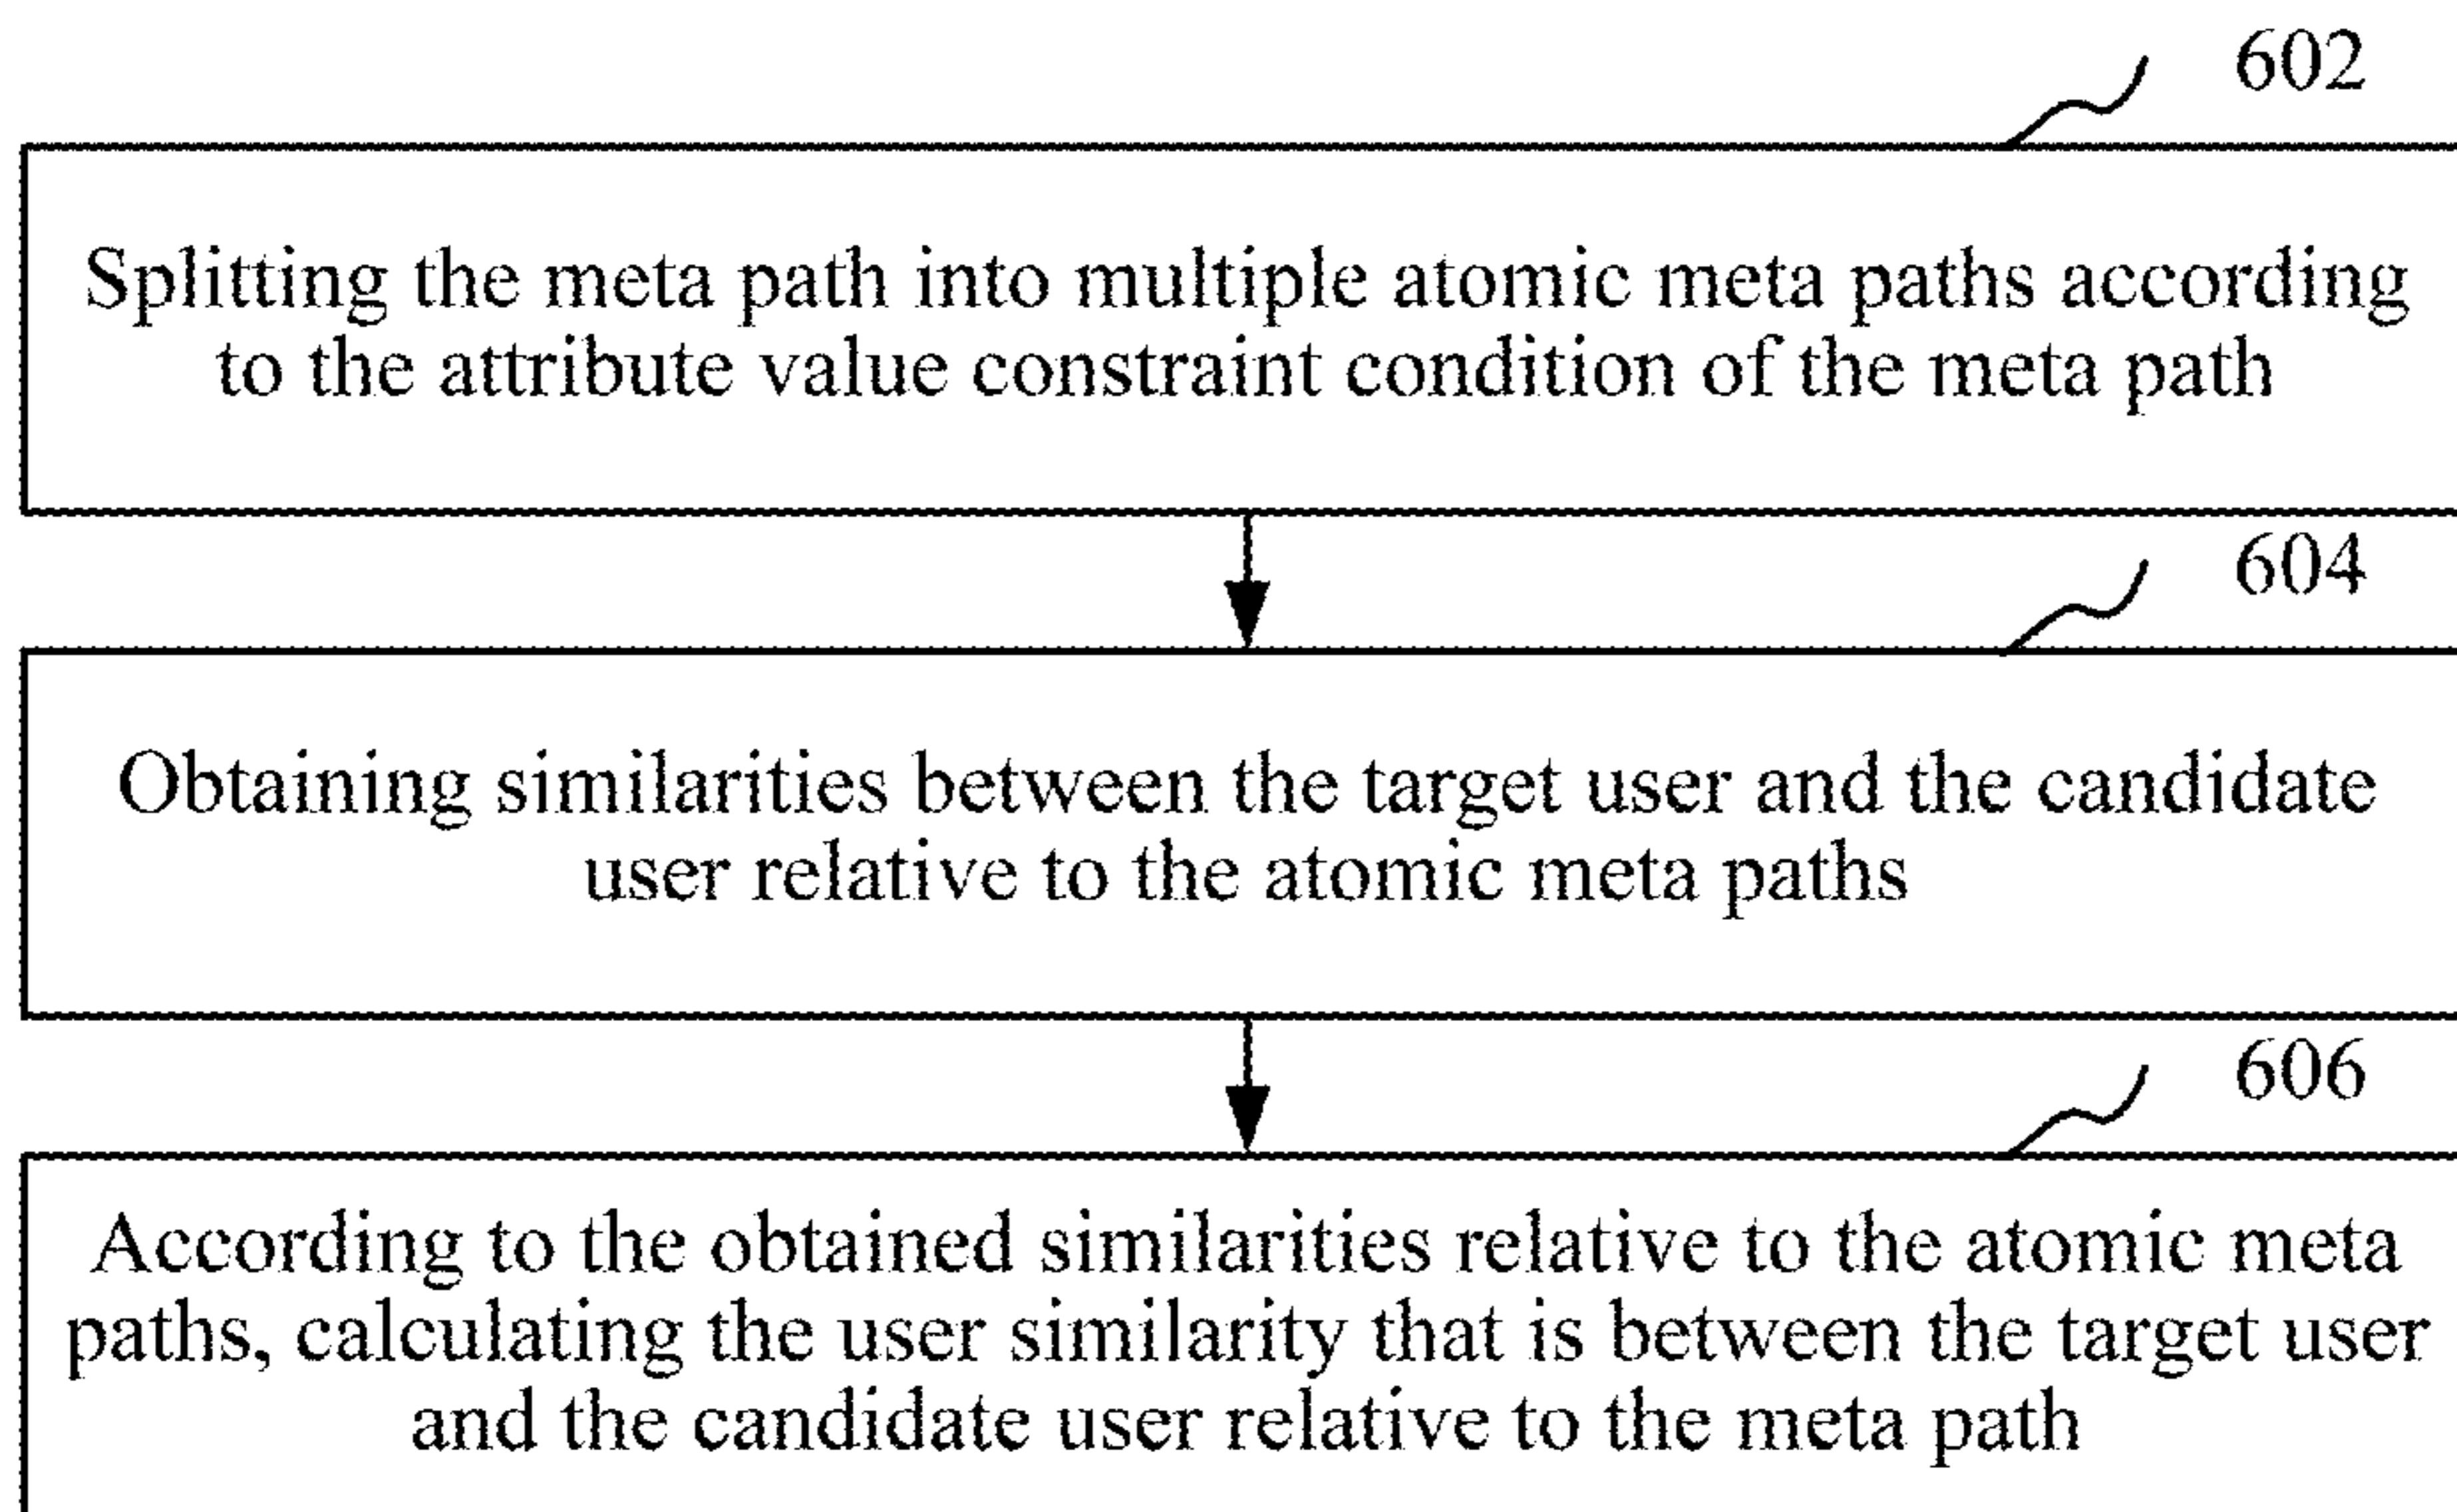 602
Splitting the meta path into multiple atomic meta paths according
to the attribute value constraint condition of the meta path
604
Obtaining similarities between the target user and the candidate
user relative to the atomic meta paths
606
According to the obtained similarities relative to the atomic meta
paths, calculating the user similarity that is between the target user
and the candidate user relative to the meta path